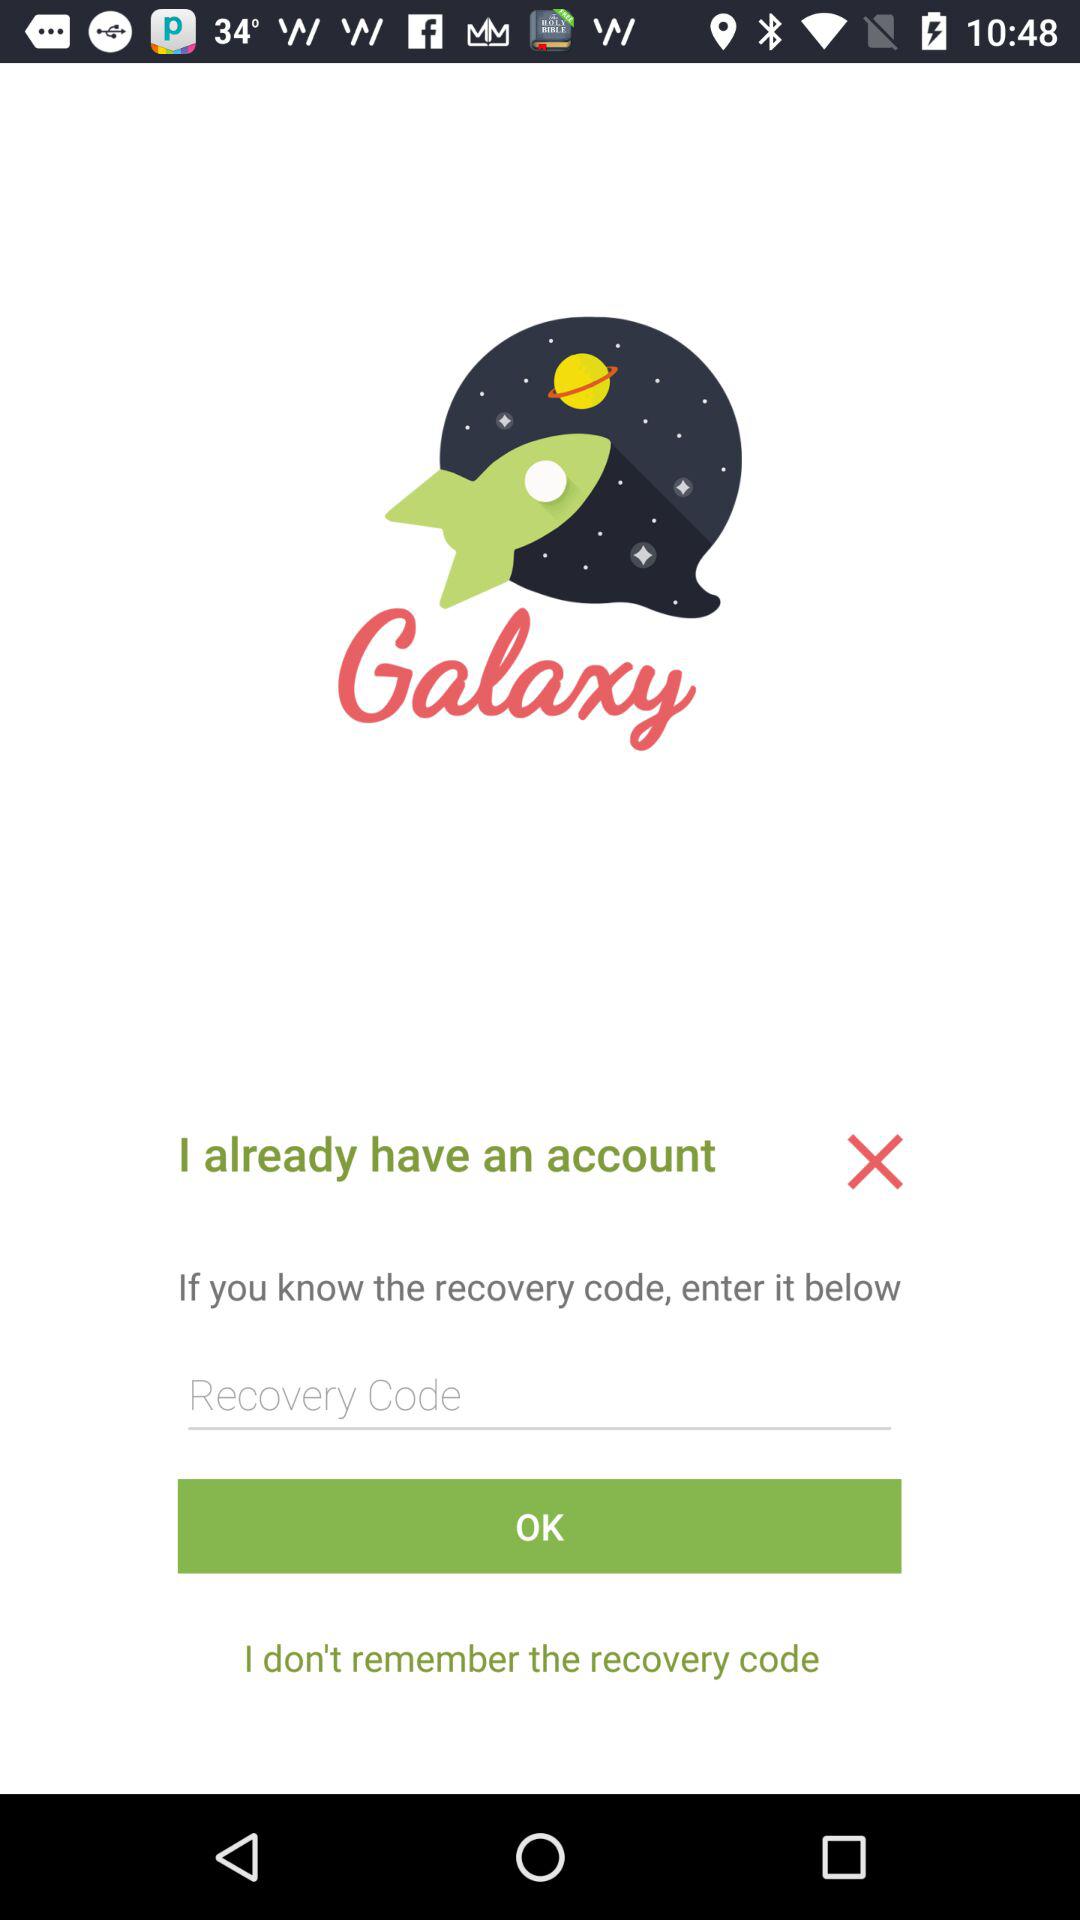 34° 10:48
Galaxy
I already have an account
If you know the recovery code, enter it below
Recovery Code
OK
I don't remember the recovery code